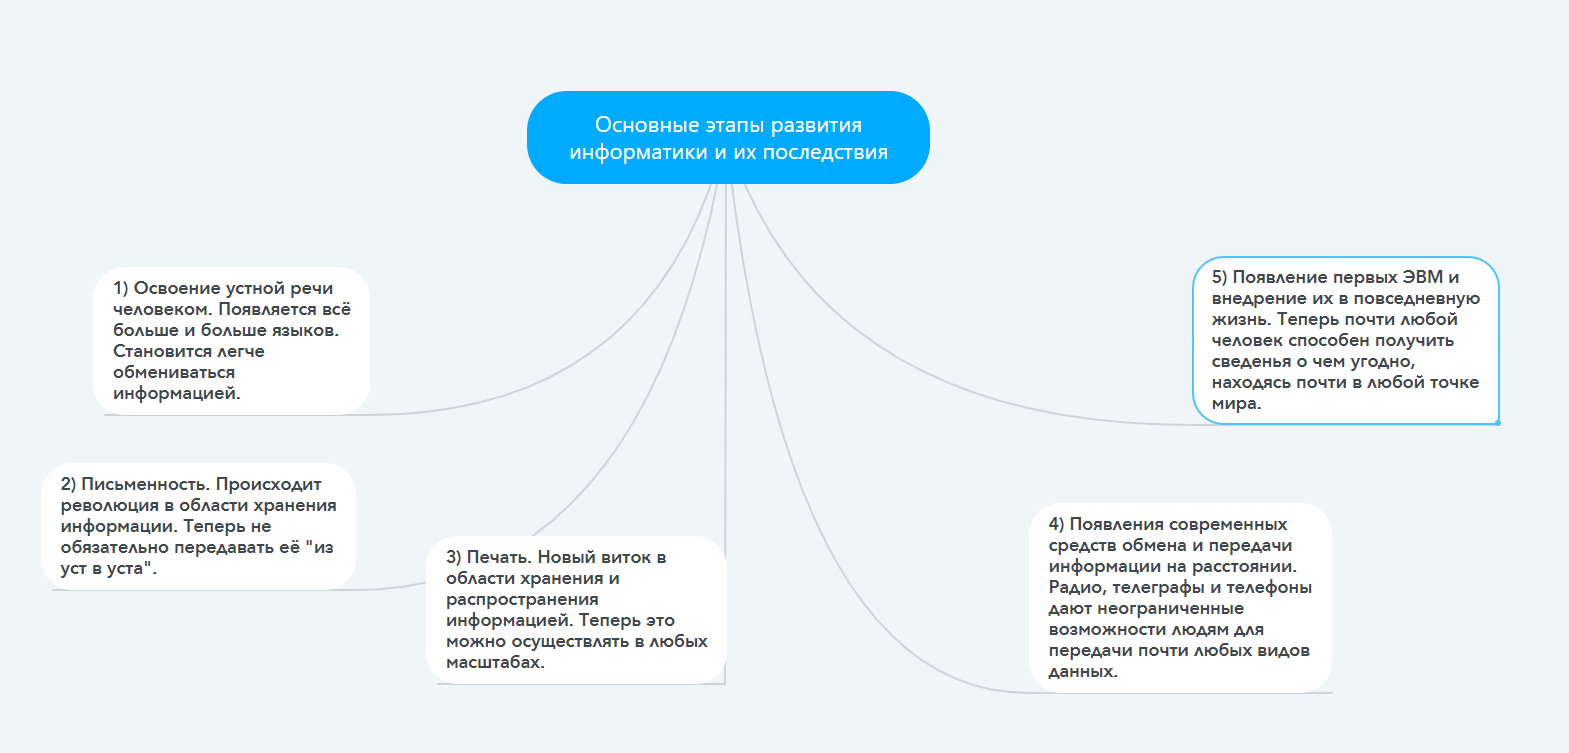 Основные этапы развития
информатики и их последствия
1) Освоение устной речи
человеком. Появляется всё
больше и больше языков.
Становится легче
обмениваться
информацией.
2) Письменность. Происходит
революция в области хранения
информации. Теперь не
обязательно передавать её "из
уст в уста".
3) Печать. Новый виток в
области хранения и
распространения
информацией. Теперь это
можно осуществлять в любых
масштабах.
4) Появления современных
средств обмена и передачи
информации на расстоянии.
Радио, телеграфы и телефоны
дают неограниченные
возможности людям для
передачи почти любых видов
данных.
5) Появление первых ЭВМ и
внедрение их в повседневную
жизнь. Теперь почти любой
человек способен получить
сведенья о чем угодно,
находясь почти в любой точке
мира.